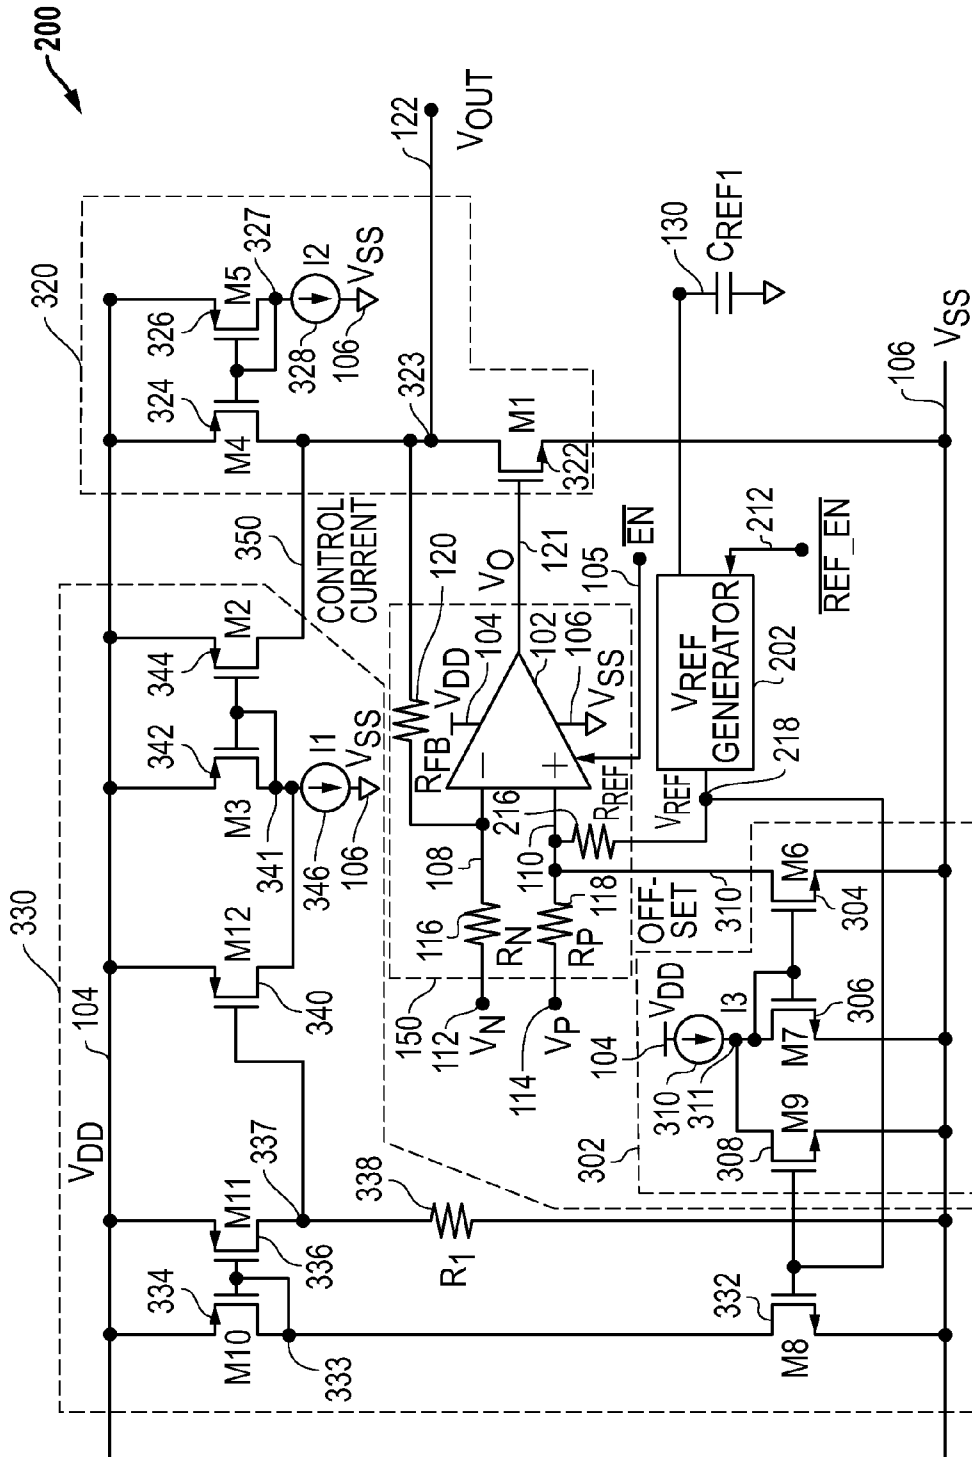 200
330
104
VDD
334
M10
333
M11
336
337
338
R1
M12
340
342
M3
341
I1
346
VSS
106
344
M2
350
CONTROL
CURRENT
320
324
M4
326
M5
327
I2
328
VSS
106
323
122
VOUT
M1
322
120
RFB
VDD
104
VO
121
EN
105
102
106
VSS
−
+
108
116
RN
112
VN
150
110
118
RP
114
VP
216
RREF
VREF
218
VREF
GENERATOR
202
212
REF_EN
130
CREF1
OFF-
SET
310
302
VDD
104
I3
310
311
308
M9
M7
306
M6
304
332
M8
106
VSS